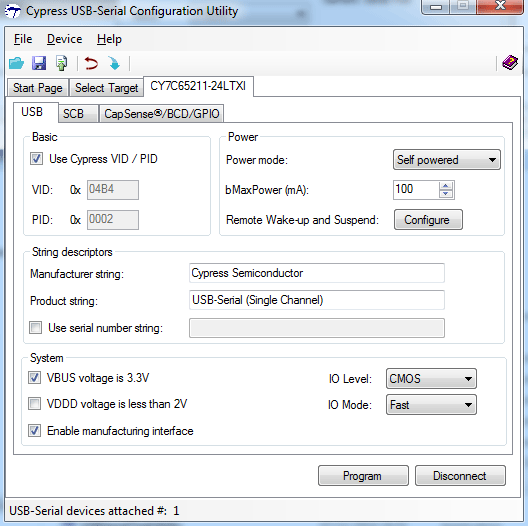 Cypress USB-Serial Configuration Utility
File Device Help
Start Page Select Target CY7C65211-24LTXI
USB SCB CapSense®/BCD/GPIO
Basic Power
Use Cypress VID / PID Power mode: Self powered
VID: 0x 04B4 bMaxPower (mA): 100
PID: 0x 0002 Remote Wake-up and Suspend: Configure
String descriptors
Manufacturer string: Cypress Semiconductor
Product string: USB-Serial (Single Channel)
Use serial number string:
System
VBUS voltage is 3.3V IO Level: CMOS
VDDD voltage is less than 2V IO Mode: Fast
Enable manufacturing interface
Program Disconnect
USB-Serial devices attached #: 1